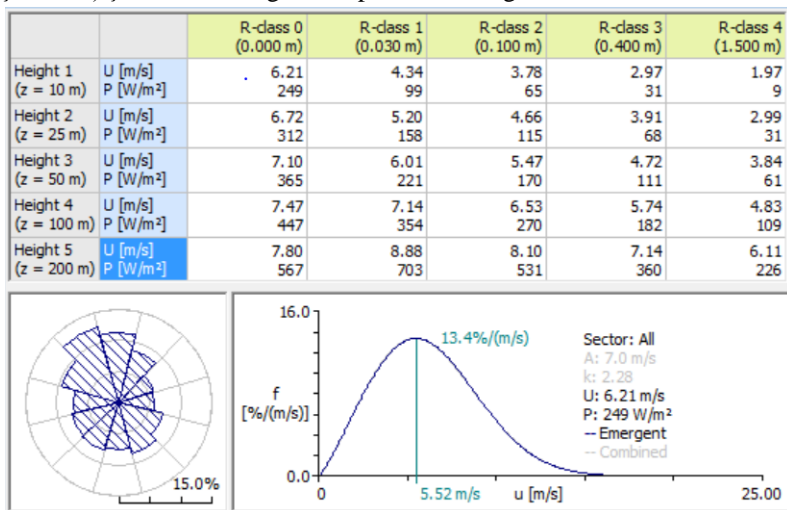 R-class 0 R-class 1 R-class 2 R-class 3 R-class 4
(0.000 m) (0.030 m) (0.100 m) (0.400 m) (1.500 m)
Height 1 U [m/s] 6.21 4.34 3.78 2.97 1.97
(z = 10 m) P [W/m²] 249 99 65 31 9
Height 2 U [m/s] 6.72 5.20 4.66 3.91 2.99
(z = 25 m) P [W/m²] 312 158 115 68 31
Height 3 U [m/s] 7.10 6.01 5.47 4.72 3.84
(z = 50 m) P [W/m²] 365 221 170 111 61
Height 4 U [m/s] 7.47 7.14 6.53 5.74 4.83
(z = 100 m) P [W/m²] 447 354 270 182 109
Height 5 U [m/s] 7.80 8.88 8.10 7.14 6.11
(z = 200 m) P [W/m²] 567 703 531 360 226
15.0%
16.0
f
[%/(m/s)]
0.0
0
13.4%/(m/s)
5.52 m/s
u [m/s]
25.00
Sector: All
A: 7.0 m/s
k: 2.28
U: 6.21 m/s
P: 249 W/m²
-- Emergent
-- Combined